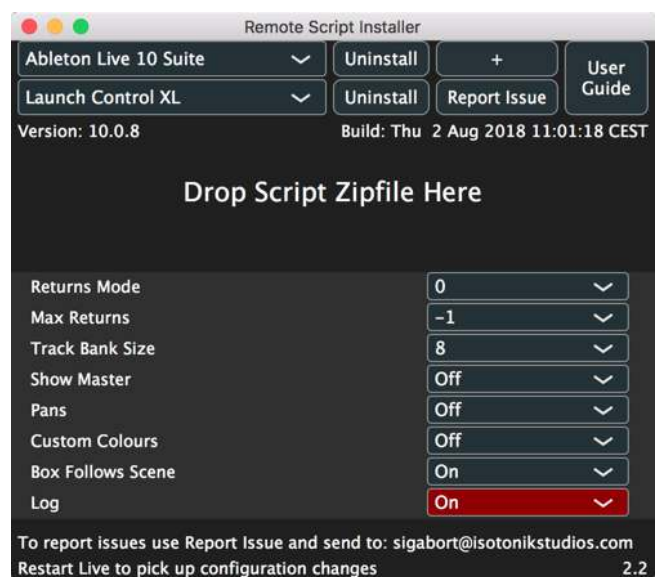 Remote Script Installer
Ableton Live 10 Suite Uninstall + User Guide
Launch Control XL Uninstall Report Issue
Version: 10.0.8 Build: Thu 2 Aug 2018 11:01:18 CEST
Drop Script Zipfile Here
Returns Mode 0
Max Returns -1
Track Bank Size 8
Show Master Off
Pans Off
Custom Colours Off
Box Follows Scene On
Log On
To report issues use Report Issue and send to: sigabort@isotonikstudios.com
Restart Live to pick up configuration changes 2.2